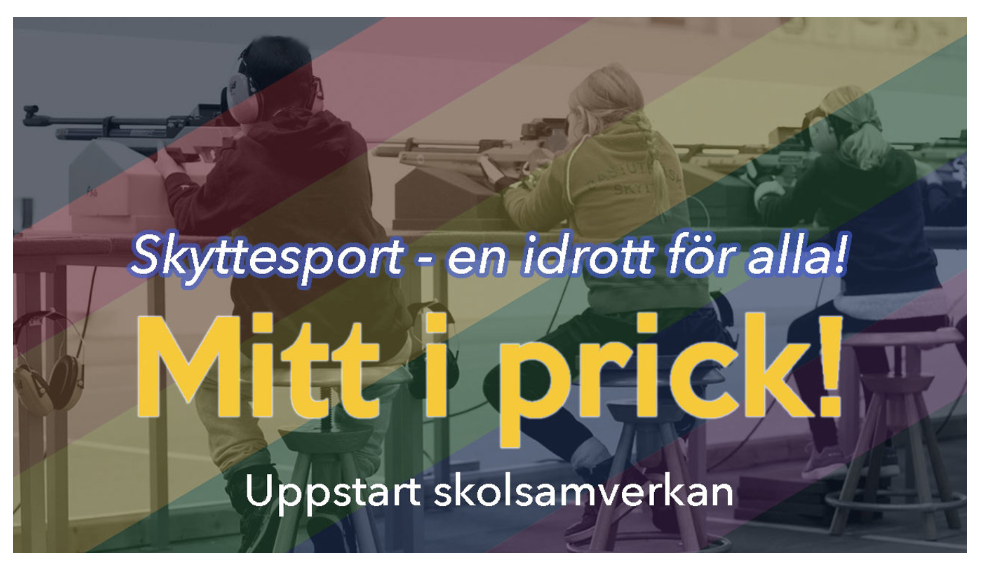 Skyttesport - en idrott för alla!
Mitt i prick!
Uppstart skolsamverkan